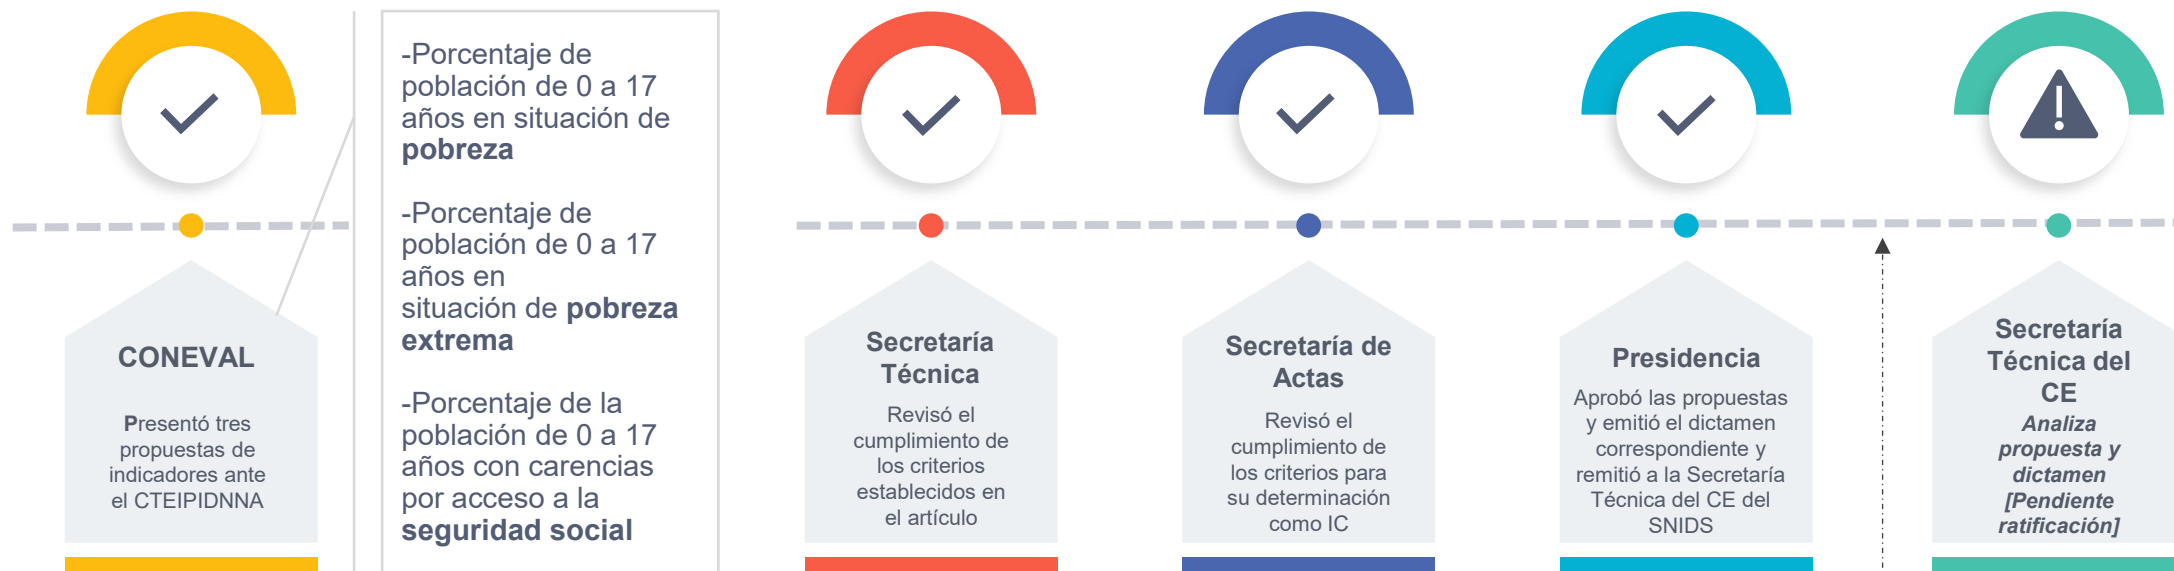 CONEVAL
Presentó tres
propuestas de
indicadores ante
el CTEIPIDNNA
-Porcentaje de
población de 0 a 17
años en situación de
pobreza
-Porcentaje de
población de 0 a 17
años en
situación de pobreza
extrema
-Porcentaje de la
población de 0 a 17
años con carencias
por acceso a la
seguridad social
Secretaría
Técnica
Revisó el
cumplimiento de
los criterios
establecidos en
el artículo
Secretaría de
Actas
Revisó el
cumplimiento de
los criterios para
su determinación
como IC
Presidencia
Aprobó las propuestas
y emitió el dictamen
correspondiente y
remitió a la Secretaría
Técnica del CE del
SNIDS
Secretaría
Técnica del
CE
Analiza
propuesta y
dictamen
[Pendiente
ratificación]